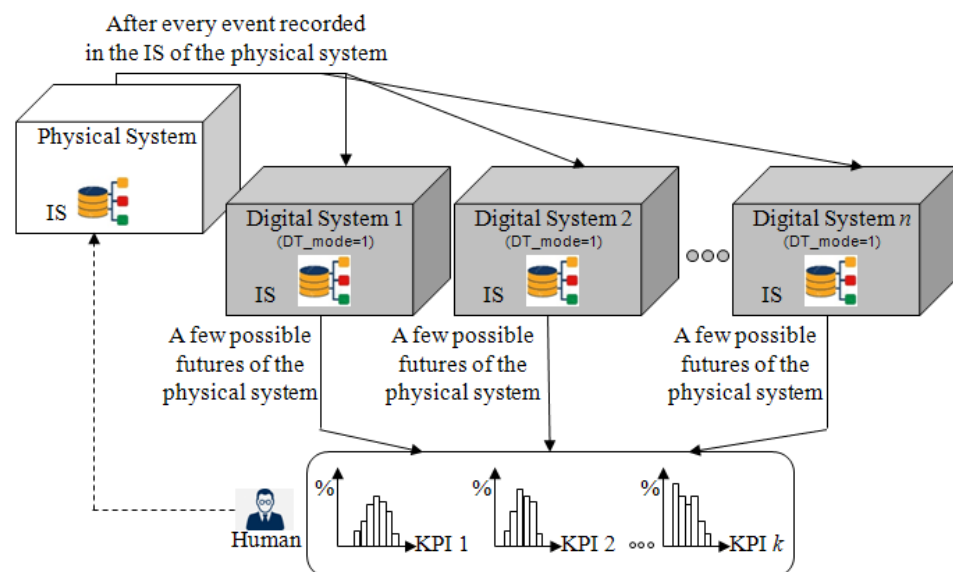 After every event recorded
in the IS of the physical system
Physical System
IS
Digital System 1
(DT_mode=1)
IS
Digital System 2
(DT_mode=1)
IS
Digital System n
(DT_mode=1)
IS
A few possible
futures of the
physical system
A few possible
futures of the
physical system
A few possible
futures of the
physical system
Human
%
KPI 1
%
KPI 2
%
KPI k